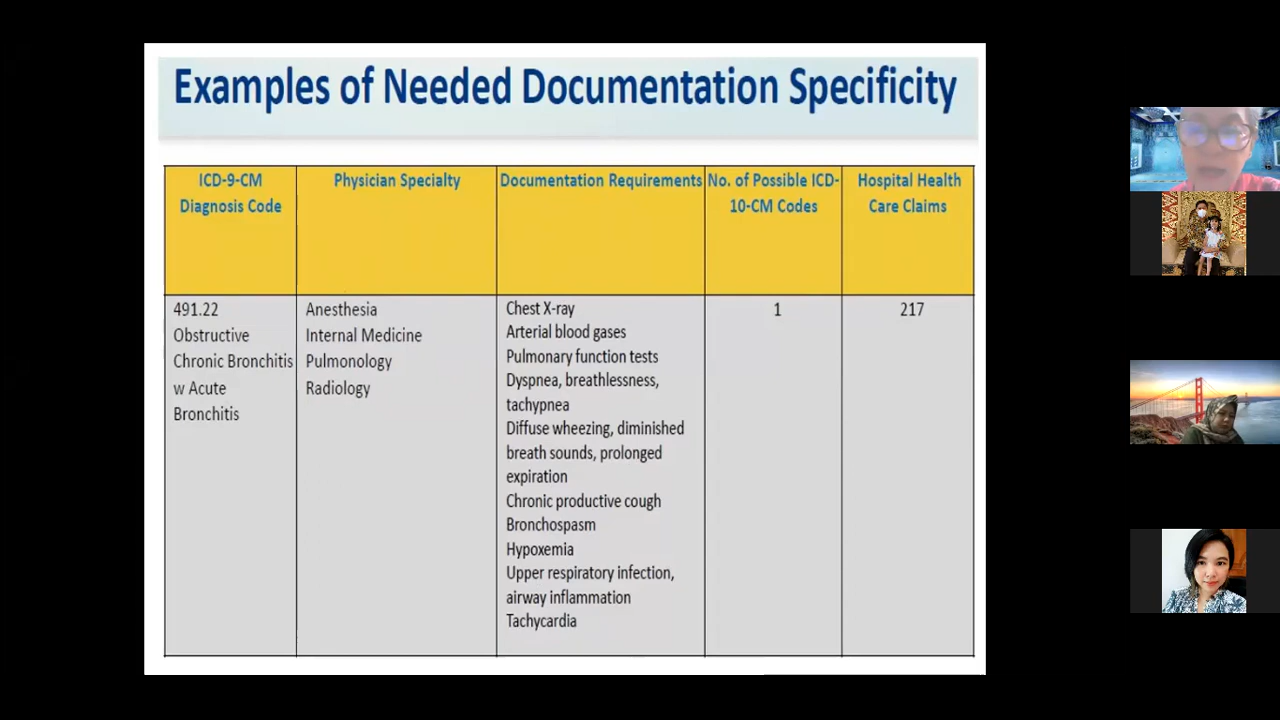 Examples of Needed Documentation Specificity
ICD-9-CM
Diagnosis Code
Physician Specialty
Documentation Requirements
No. of Possible ICD-
10-CM Codes
Hospital Health
Care Claims
491.22
Obstructive
Chronic Bronchitis
w Acute
Bronchitis
Anesthesia
Internal Medicine
Pulmonology
Radiology
Chest X-ray
Arterial blood gases
Pulmonary function tests
Dyspnea, breathlessness,
tachypnea
Diffuse wheezing, diminished
breath sounds, prolonged
expiration
Chronic productive cough
Bronchospasm
Hypoxemia
Upper respiratory infection,
airway inflammation
Tachycardia
1
217